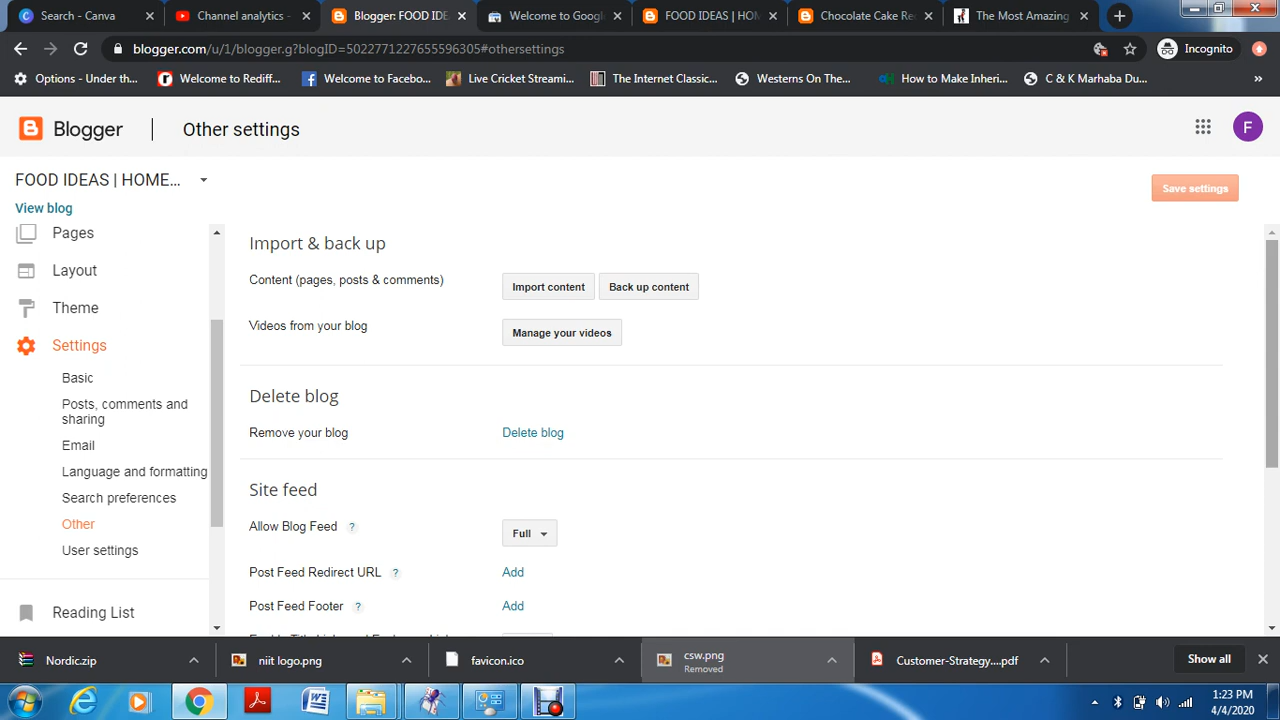 Search - Canva
Channel analytics -
Blogger: FOOD IDE
Welcome to Googl
FOOD IDEAS | HOM
Chocolate Cake Re
The Most Amazing
blogger.com/u/1/blogger.g?blogID=5022771227655596305#othersettings
Incognito
Options - Under th...
Welcome to Rediff...
Welcome to Facebo...
Live Cricket Streami...
The Internet Classic...
Westerns On The...
How to Make Inheri...
C & K Marhaba Du...
»
Blogger
Other settings
F
FOOD IDEAS | HOME...
Save settings
View blog
Pages
Layout
Theme
Settings
Basic
Posts, comments and
sharing
Email
Language and formatting
Search preferences
Other
User settings
Reading List
Import & back up
Content (pages, posts & comments)
Import content
Back up content
Videos from your blog
Manage your videos
Delete blog
Remove your blog
Delete blog
Site feed
Allow Blog Feed ?
Full
Post Feed Redirect URL ?
Add
Post Feed Footer ?
Add
Nordic.zip
niit logo.png
favicon.ico
csw.png
Removed
Customer-Strategy....pdf
Show all
1:23 PM
4/4/2020